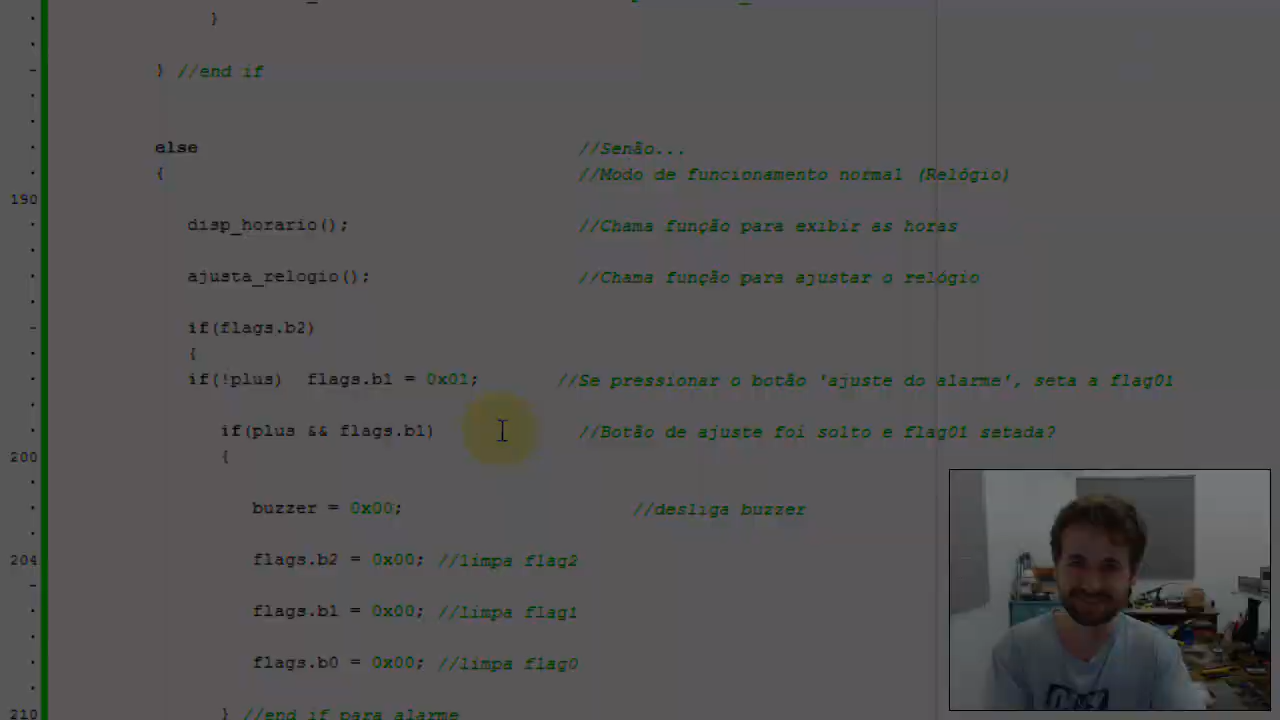 }
} //end if
else //Senão...
{ //Modo de funcionamento normal (Relógio)
190
disp_horario(); //Chama função para exibir as horas
ajusta_relogio(); //Chama função para ajustar o relógio
if(flags.b2)
{
if(!plus) flags.b1 = 0x01; //Se pressionar o botão 'ajuste do alarme', seta a flag01
if(plus && flags.b1) //Botão de ajuste foi solto e flag01 setada?
200 {
buzzer = 0x00; //desliga buzzer
204 flags.b2 = 0x00; //limpa flag2
flags.b1 = 0x00; //limpa flag1
flags.b0 = 0x00; //limpa flag0
210 } //end if para alarme